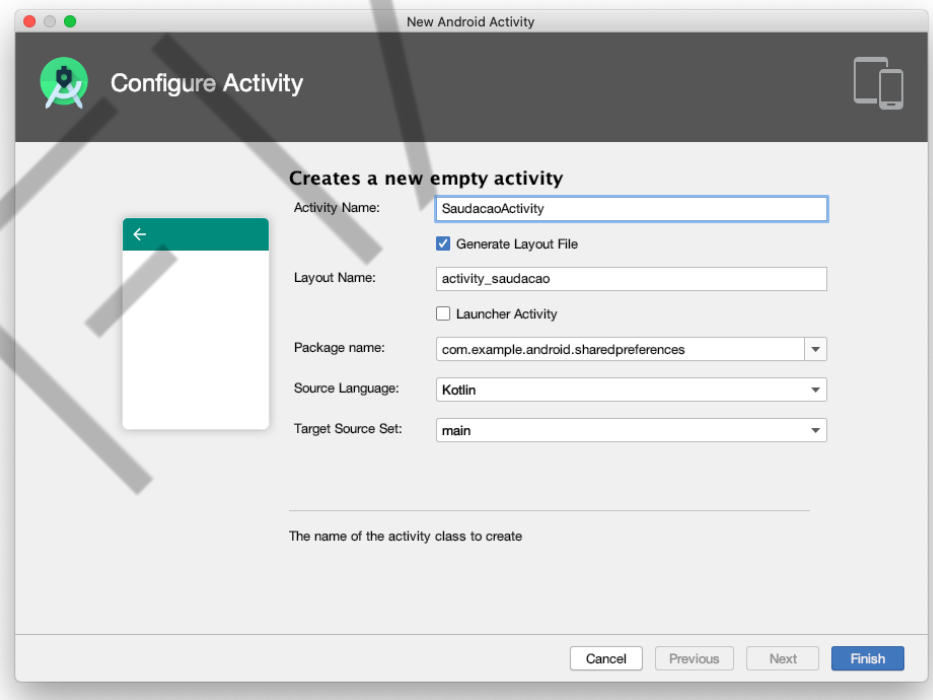 New Android Activity
Configure Activity
Creates a new empty activity
Activity Name: SaudacaoActivity
Generate Layout File
Layout Name: activity_saudacao
Launcher Activity
Package name: com.example.android.sharedpreferences
Source Language: Kotlin
Target Source Set: main
The name of the activity class to create
Cancel Previous Next Finish